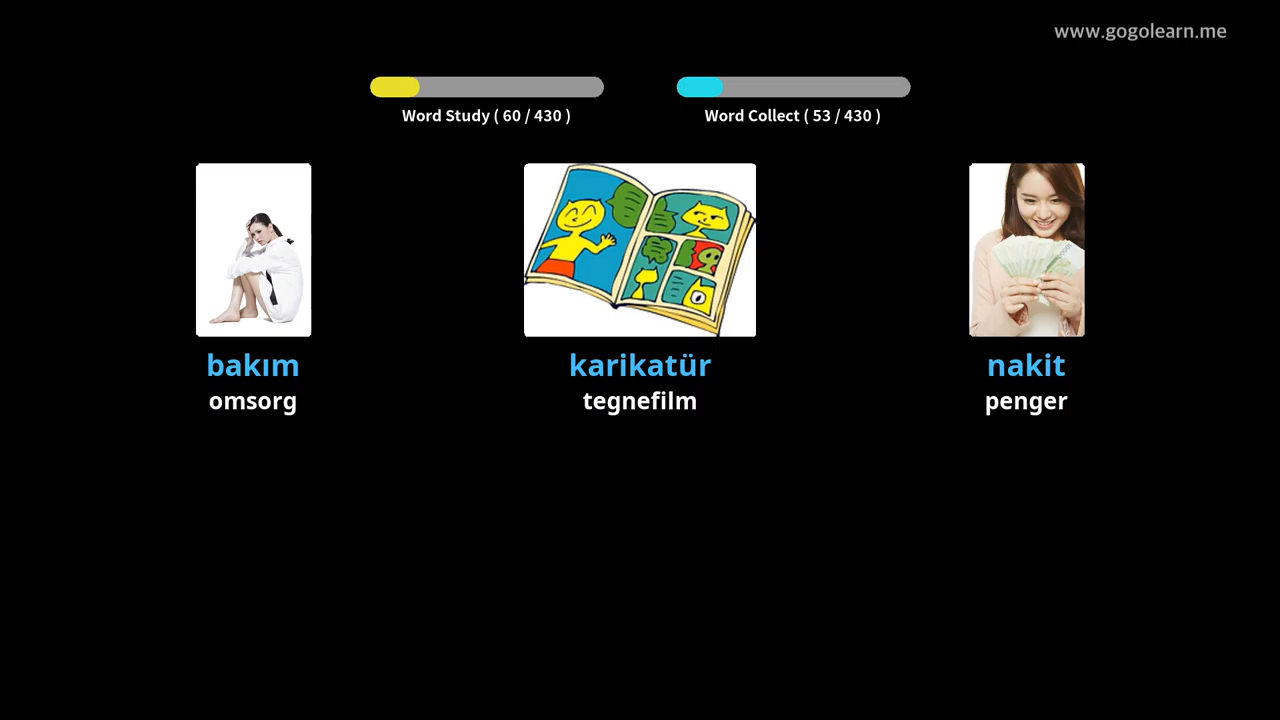 www.gogolearn.me
Word Study ( 60 / 430 )
Word Collect ( 53 / 430 )
bakım
karikatür
nakit
omsorg
tegnefilm
penger